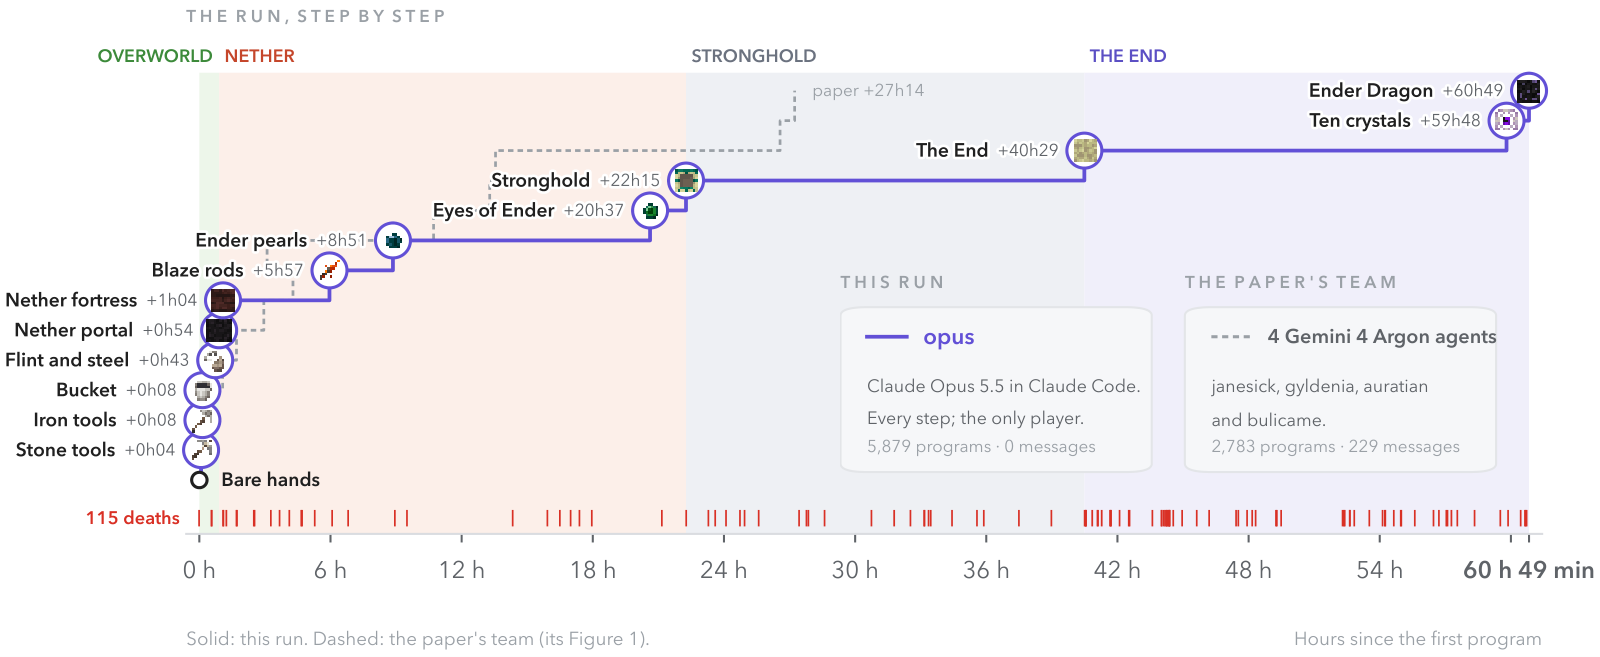 THE RUN, STEP BY STEP
OVERWORLD NETHER STRONGHOLD THE END
paper +27h14
Ender Dragon +60h49
Ten crystals +59h48
The End +40h29
Stronghold +22h15
Eyes of Ender +20h37
Ender pearls +8h51
Blaze rods +5h57
Nether fortress +1h04
Nether portal +0h54
Flint and steel +0h43
Bucket +0h08
Iron tools +0h08
Stone tools +0h04
Bare hands
THIS RUN
opus
Claude Opus 5.5 in Claude Code.
Every step; the only player.
5,879 programs · 0 messages
THE PAPER'S TEAM
4 Gemini 4 Argon agents
janesick, gyldenia, auratian
and bulicame.
2,783 programs · 229 messages
115 deaths
0 h 6 h 12 h 18 h 24 h 30 h 36 h 42 h 48 h 54 h 60 h 49 min
Solid: this run. Dashed: the paper's team (its Figure 1).
Hours since the first program